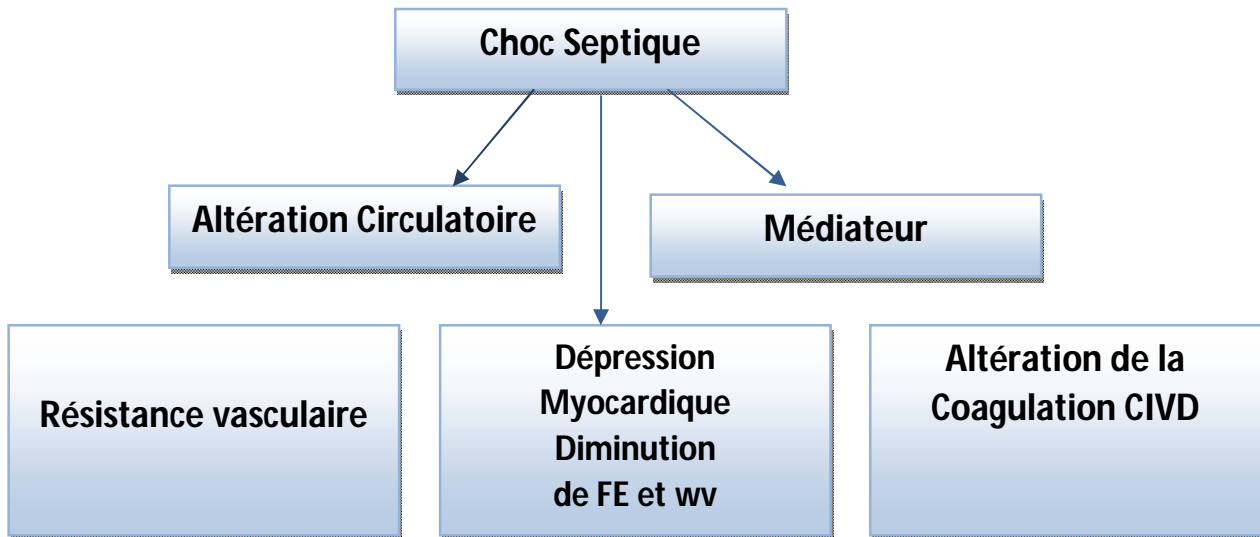 Choc Septique
Altération Circulatoire
Médiateur
Résistance vasculaire
Dépression
Myocardique
Diminution
de FE et wv
Altération de la
Coagulation CIVD